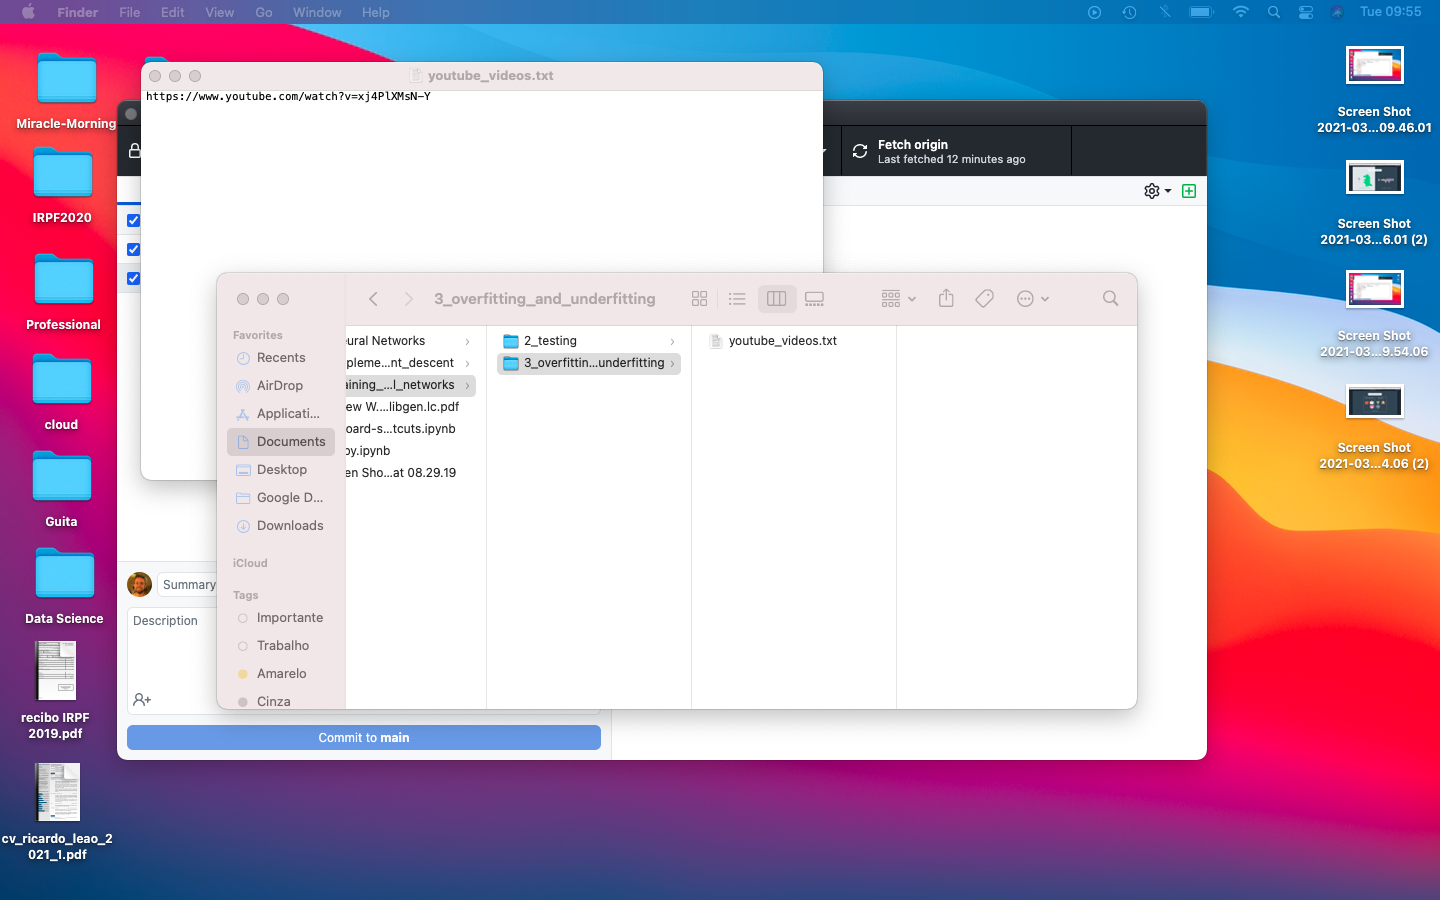 Finder File Edit View Go Window Help
Tue 09:55
Miracle-Morning
IRPF2020
Professional
cloud
Guita
Data Science
recibo IRPF
2019.pdf
cv_ricardo_leao_2
021_1.pdf
youtube_videos.txt
https://www.youtube.com/watch?v=xj4PlXMsN-Y
Fetch origin
Last fetched 12 minutes ago
3_overfitting_and_underfitting
Favorites
Recents
AirDrop
Applicati...
Documents
Desktop
Google D...
Downloads
iCloud
Tags
Importante
Trabalho
Amarelo
Cinza
ural Networks
pleme...nt_descent
aining_...l_networks
ew W....libgen.lc.pdf
oard-s...tcuts.ipynb
py.ipynb
en Sho...at 08.29.19
2_testing
3_overfittin...underfitting
youtube_videos.txt
Summary
Description
Commit to main
Screen Shot
2021-03...09.46.01
Screen Shot
2021-03...6.01 (2)
Screen Shot
2021-03...9.54.06
Screen Shot
2021-03...4.06 (2)